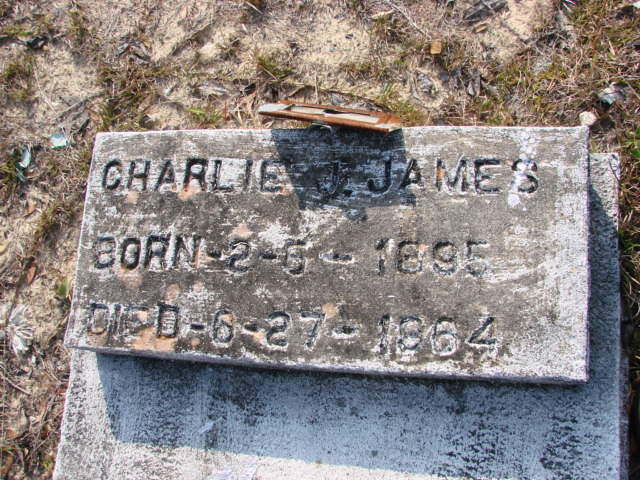 CHARLIE J. JAMES
BORN-2-6-1895
DIED-6-27-1964